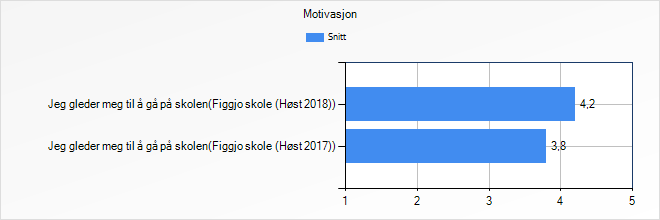 Motivasjon
Snitt
Jeg gleder meg til å gå på skolen(Figgjo skole (Høst 2018))
4,2
Jeg gleder meg til å gå på skolen(Figgjo skole (Høst 2017))
3,8
1 2 3 4 5